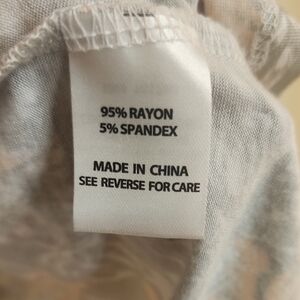 95% RAYON
5% SPANDEX
MADE IN CHINA
SEE REVERSE FOR CARE